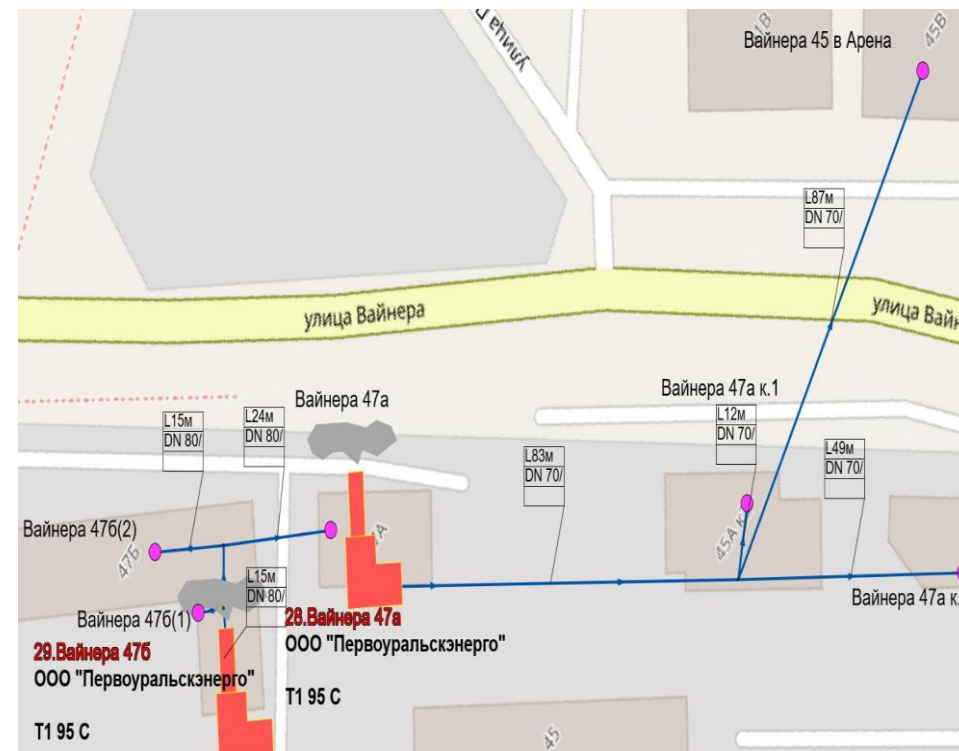 улица П
1В
45В
Вайнера 45 в Арена
L87м
DN 70/
улица Вайнера
улица Вайн
Вайнера 47а
Вайнера 47а к.1
L15м
DN 80/
L24м
DN 80/
L12м
DN 70/
L83м
DN 70/
L49м
DN 70/
Вайнера 47б(2)
47Б
45А к
L15м
DN 80/
Вайнера 47а к.
Вайнера 47б(1)
28.Вайнера 47а
ООО "Первоуральскэнерго"
29.Вайнера 47б
ООО "Первоуральскэнерго"
Т1 95 С
Т1 95 С
45